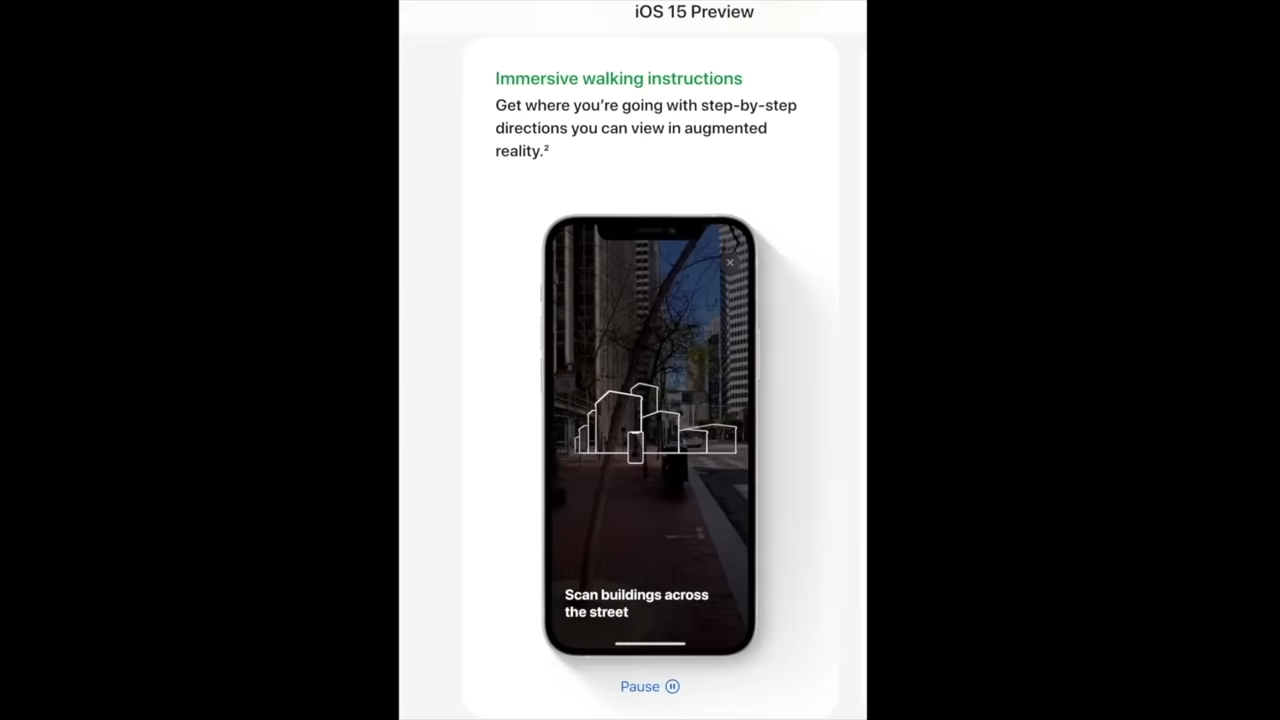 iOS 15 Preview
Immersive walking instructions
Get where you’re going with step-by-step
directions you can view in augmented
reality.²
Scan buildings across
the street
Pause